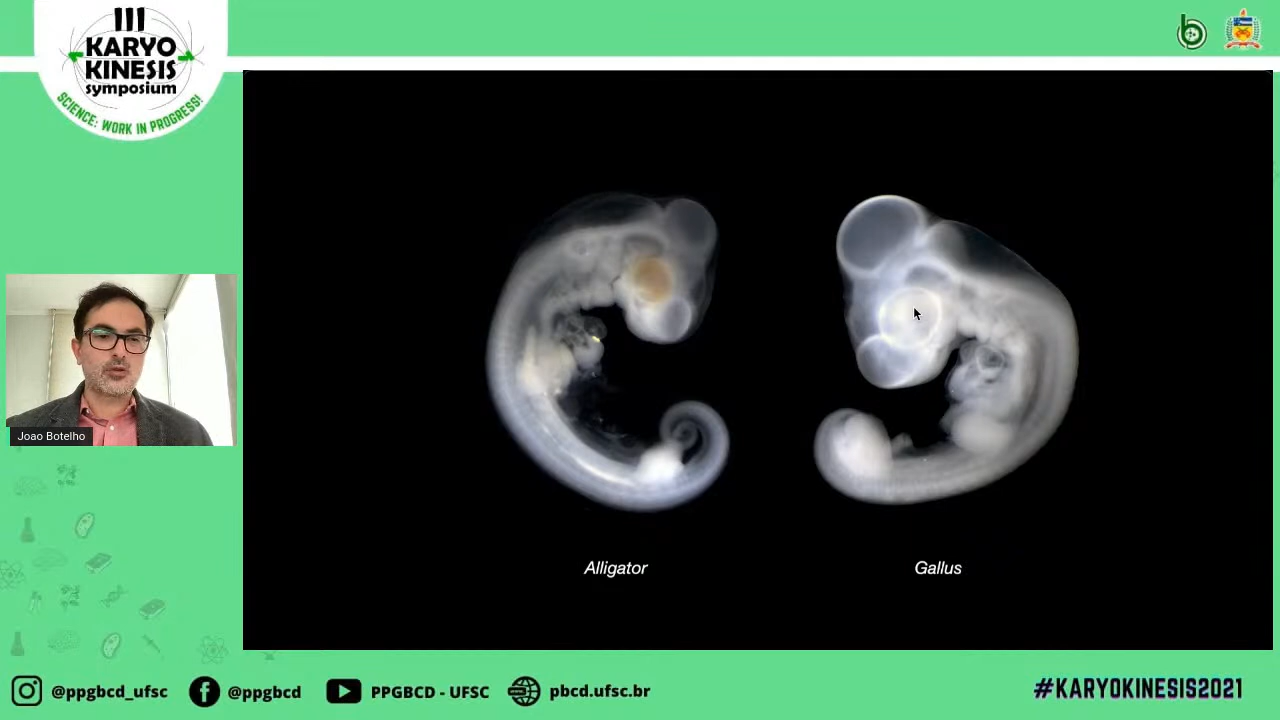 III
KARYO
KINESIS
symposium
SCIENCE: WORK IN PROGRESS!
Joao Botelho
Alligator
Gallus
@ppgbcd_ufsc
@ppgbcd
PPGBCD - UFSC
pbcd.ufsc.br
#KARYOKINESIS2021